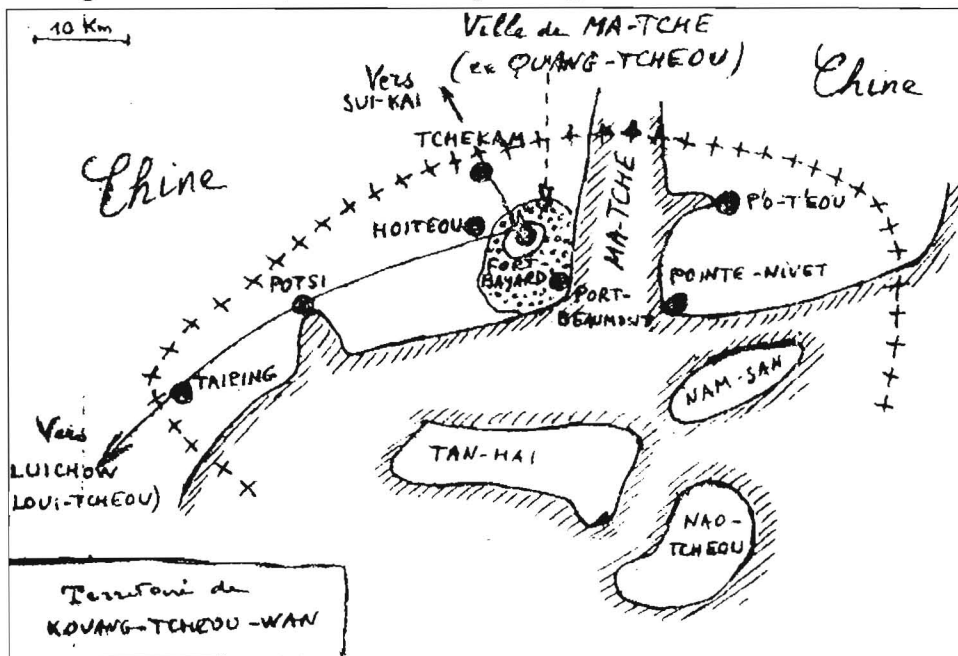 10 Km
Ville de MA-TCHE
(ex QUANG-TCHEOU)
Chine
Vers
SUI-KAI
TCHEKAM
Chine
MA-TCHE
PO-T'EOU
HOITEOU
FORT-
BAYARD
POTSI
POINTE-NIVET
PORT-
BEAUMONT
TAIPING
NAM-SAN
Vers
LUICHOW
LOUI-TCHEOU)
TAN-HAI
NAO-
TCHEOU
Territoire de
KOUANG-TCHEOU-WAN